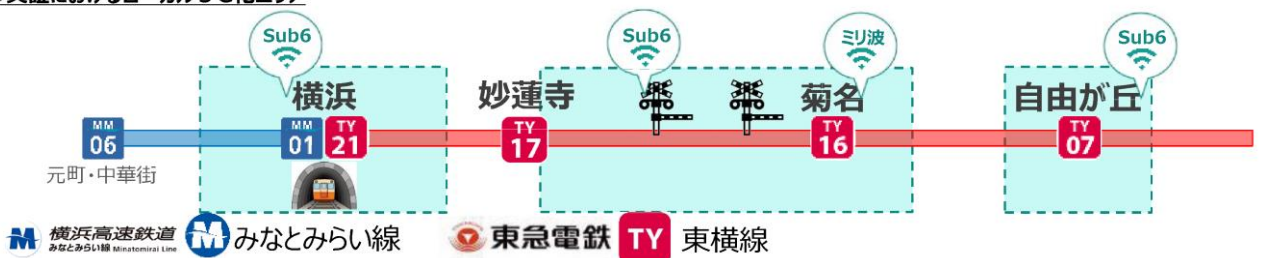 Sub6
Sub6
ミリ波
Sub6
横浜
妙蓮寺
菊名
自由が丘
MM
06
MM
01
TY
21
TY
17
TY
16
TY
07
元町・中華街
横浜高速鉄道
みなとみらい線 Minatomirai Line
みなとみらい線
東急電鉄
TY
東横線